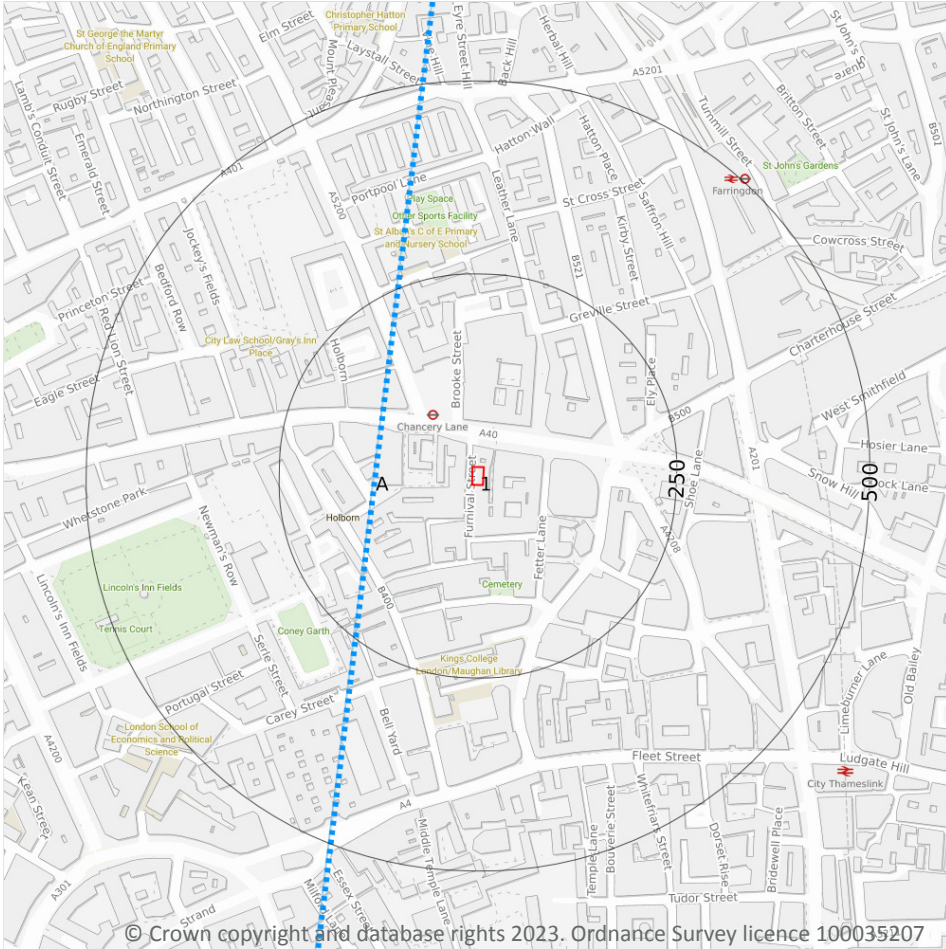 St George the Martyr
Church of England Primary
School
Elm Street
Christopher Hatton
Primary School
Laystall Street
Eyre Street Hill
Back Hill
Herbal Hill
A5201
St John's Square
Lamb's Conduit Street
Rugby Street
Northington Street
Emerald Street
Turnmill Street
Britton Street
St John's Lane
B501
A401
Hatton Wall
Hatton Place
St John's Gardens
Farringdon
Portpool Lane
A5200
Play Space
Other Sports Facility
St Alban's C of E Primary
and Nursery School
Leather Lane
St Cross Street
Saffron Hill
Kirby Street
B521
Cowcross Street
Jockey's Fields
Bedford Row
Princeton Street
Red Lion Street
Eagle Street
City Law School/Gray's Inn
Place
Holborn
Brooke Street
Greville Street
Ely Place
Charterhouse Street
West Smithfield
B500
Chancery Lane
A40
Hosier Lane
Cock Lane
Snow Hill
A201
Shoe Lane
250
500
A
1
Furnival Street
Whetstone Park
Newman's Row
Holborn
Fetter Lane
A4208
Lincoln's Inn Fields
Lincoln's Inn Fields
Tennis Court
Coney Garth
B400
Cemetery
Serle Street
Portugal Street
Carey Street
Kings College
London/Maughan Library
Bell Yard
London School of
Economics and Political
Science
A4200
Kean Street
Fleet Street
Limeburner Lane
Old Bailey
Ludgate Hill
City Thameslink
A4
Middle Temple Lane
Temple Lane
Bouverie Street
Whitefriars Street
Dorset Rise
Bridewell Place
Tudor Street
A301
Strand
Essex Street
© Crown copyright and database rights 2023. Ordnance Survey licence 100035207